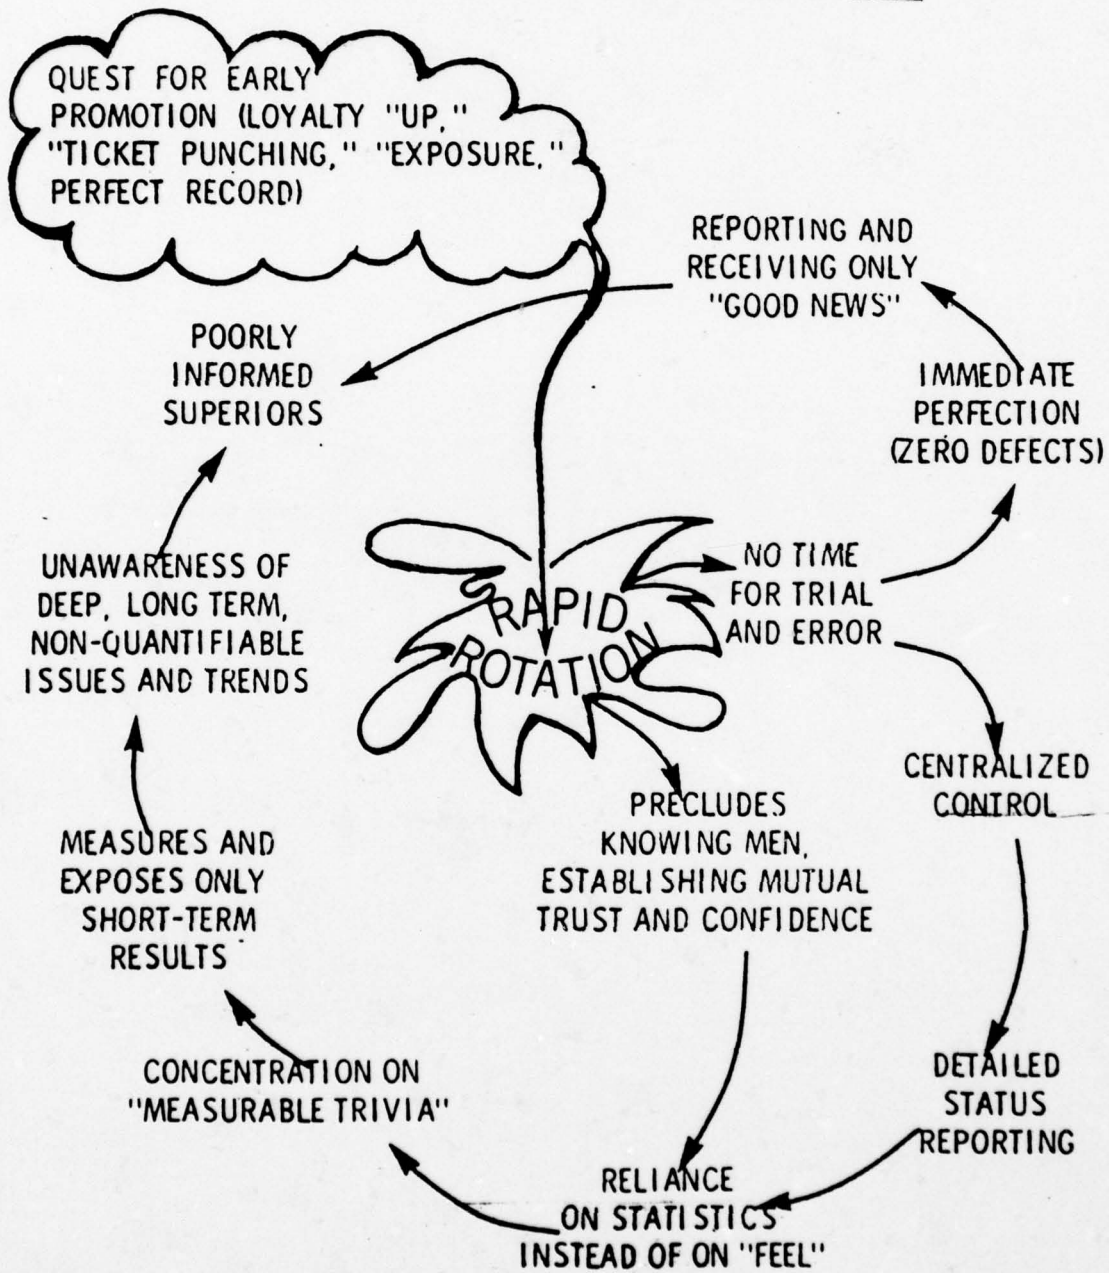 QUEST FOR EARLY
PROMOTION (LOYALTY "UP,"
"TICKET PUNCHING," "EXPOSURE,"
PERFECT RECORD)
REPORTING AND
RECEIVING ONLY
"GOOD NEWS"
POORLY
INFORMED
SUPERIORS
IMMEDIATE
PERFECTION
(ZERO DEFECTS)
UNAWARENESS OF
DEEP, LONG TERM,
NON-QUANTIFIABLE
ISSUES AND TRENDS
RAPID
ROTATION
NO TIME
FOR TRIAL
AND ERROR
CENTRALIZED
CONTROL
PRECLUDES
KNOWING MEN,
ESTABLISHING MUTUAL
TRUST AND CONFIDENCE
MEASURES AND
EXPOSES ONLY
SHORT-TERM
RESULTS
CONCENTRATION ON
"MEASURABLE TRIVIA"
DETAILED
STATUS
REPORTING
RELIANCE
ON STATISTICS
INSTEAD OF ON "FEEL"